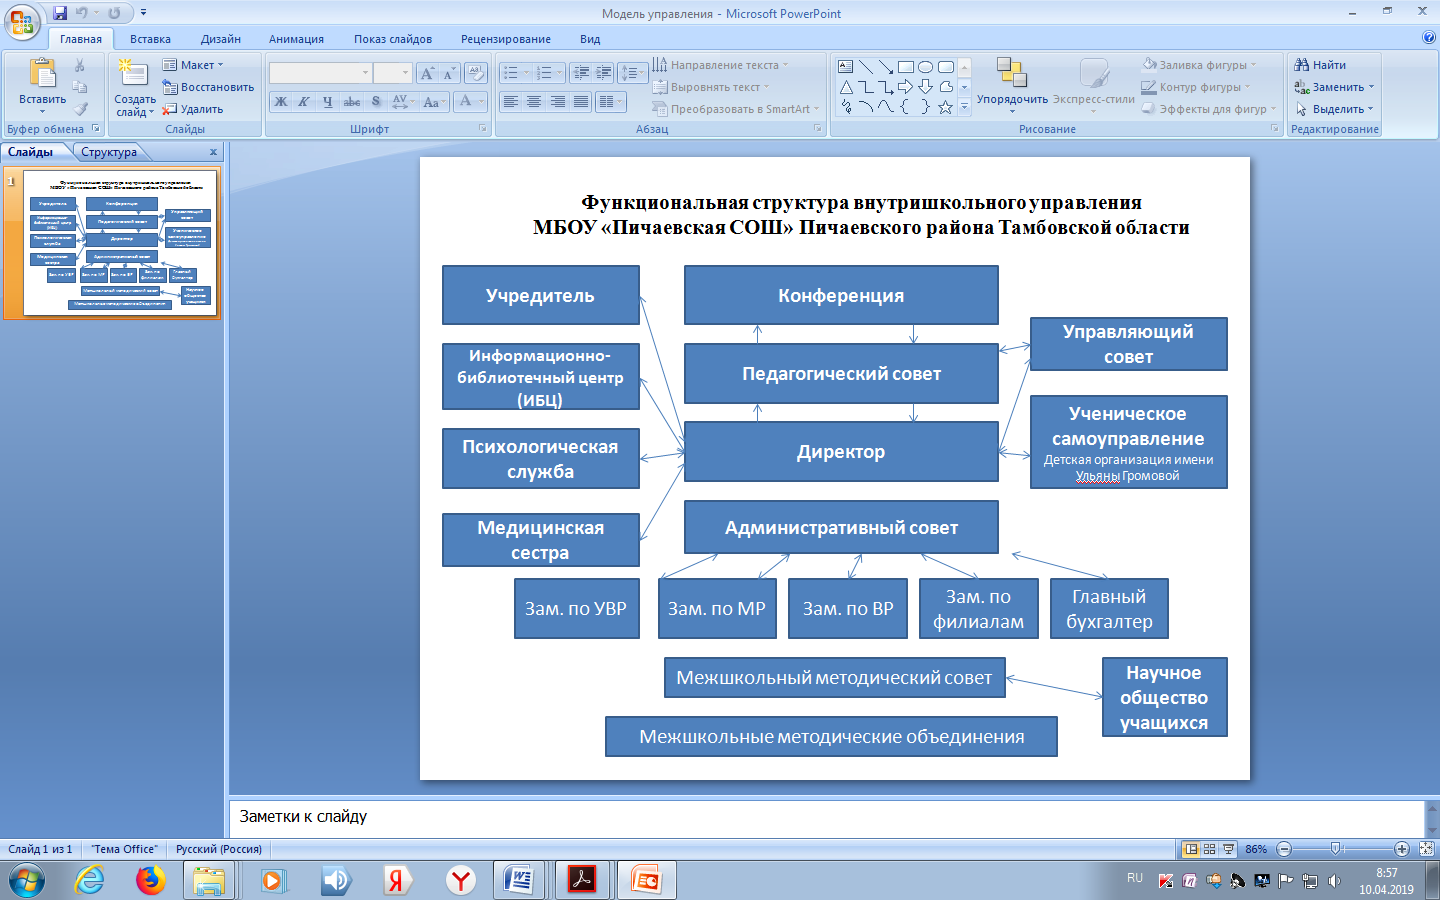 Модель управления - Microsoft PowerPoint
Главная Вставка Дизайн Анимация Показ слайдов Рецензирование Вид
Вставить
Буфер обмена
Создать слайд
Макет
Восстановить
Удалить
Слайды
Ж К Ч abc S AV Aa A
Шрифт
Направление текста
Выровнять текст
Преобразовать в SmartArt
Абзац
Упорядочить
Экспресс-стили
Заливка фигуры
Контур фигуры
Эффекты для фигур
Рисование
Найти
Заменить
Выделить
Редактирование
Слайды Структура x
1
Функциональная структура внутришкольного управления
МБОУ «Пичаевская СОШ» Пичаевского района Тамбовской области
Учредитель
Конференция
Управляющий
совет
Информационно-
библиотечный центр
(ИБЦ)
Педагогический совет
Ученическое
самоуправление
Детская организация имени
Ульяны Громовой
Психологическая
служба
Директор
Медицинская
сестра
Административный совет
Зам. по УВР
Зам. по МР
Зам. по ВР
Зам. по
филиалам
Главный
бухгалтер
Межшкольный методический совет
Научное
общество
учащихся
Межшкольные методические объединения
Заметки к слайду
Слайд 1 из 1 "Тема Office" Русский (Россия) 86%
RU
8:57
10.04.2019